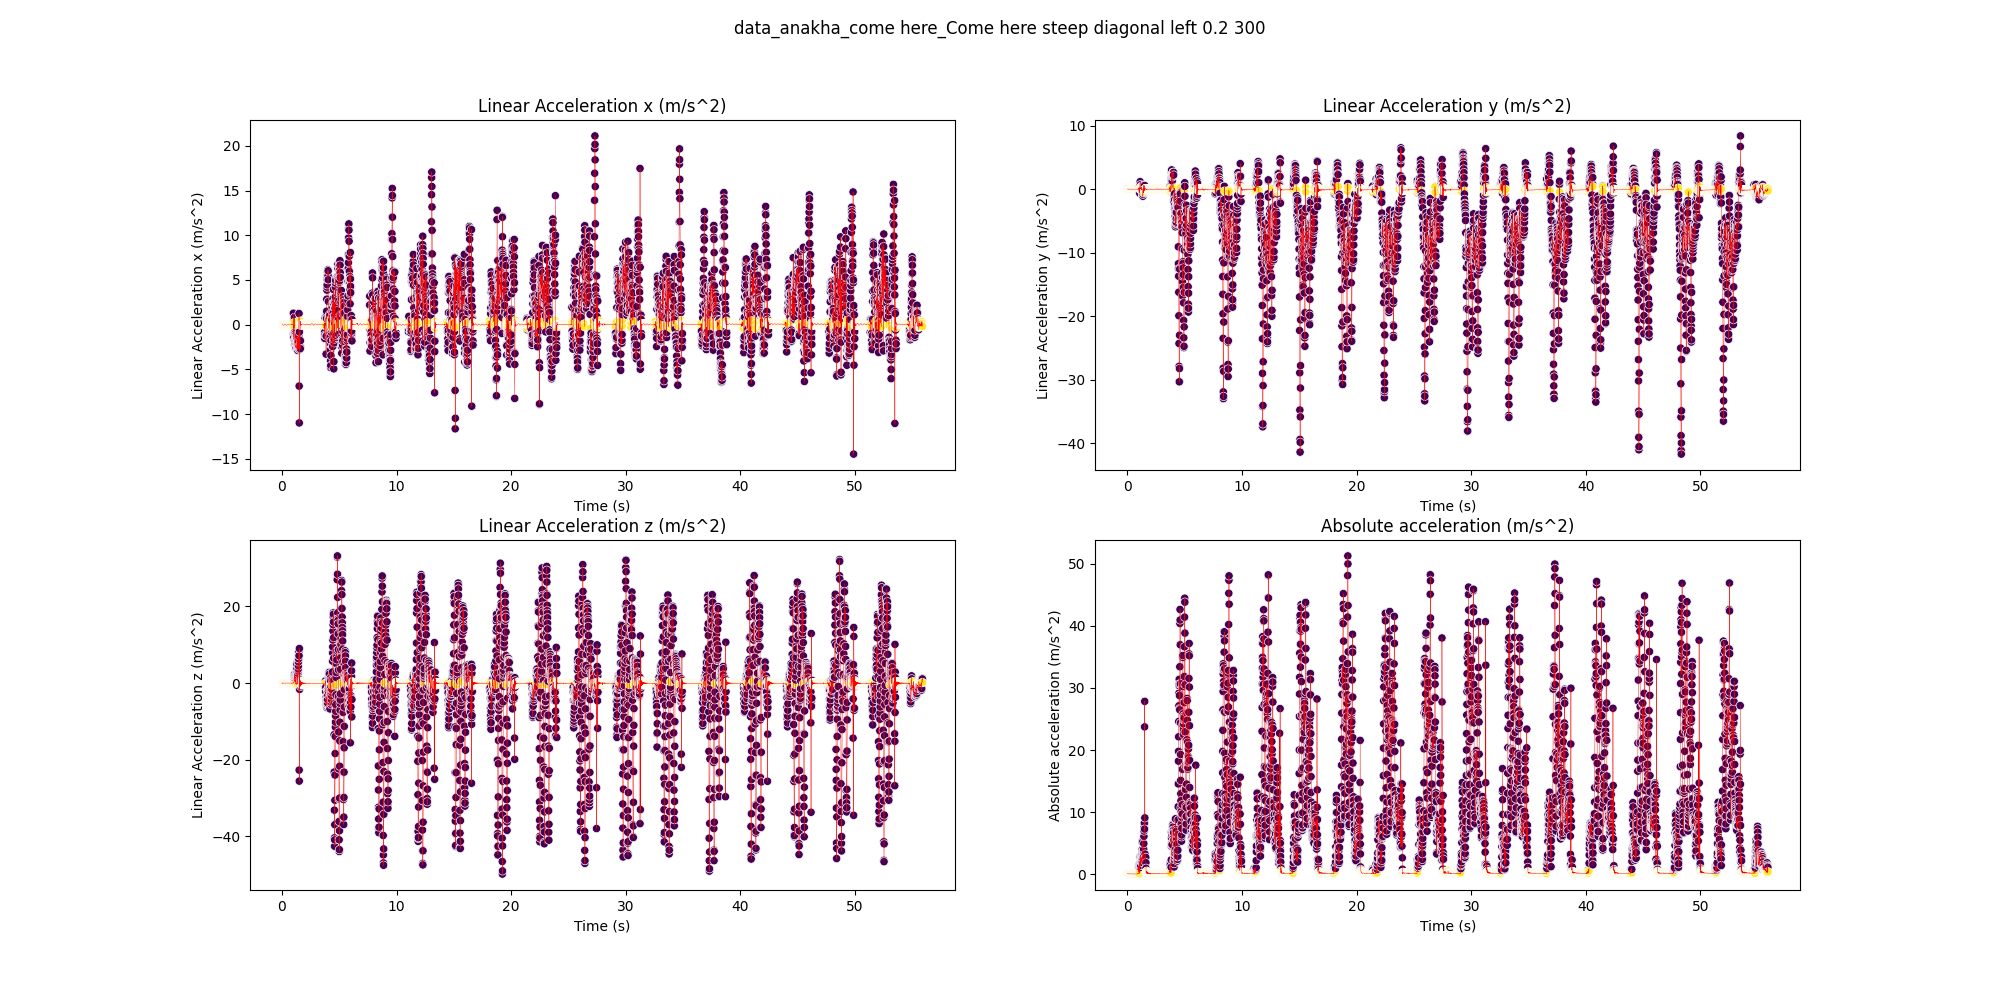 data_anakha_come here_Come here steep diagonal left 0.2 300
Linear Acceleration x (m/s^2)
Linear Acceleration x (m/s^2)
20
15
10
5
0
−5
−10
−15
0 10 20 30 40 50
Time (s)
Linear Acceleration y (m/s^2)
Linear Acceleration y (m/s^2)
10
0
−10
−20
−30
−40
0 10 20 30 40 50
Time (s)
Linear Acceleration z (m/s^2)
Linear Acceleration z (m/s^2)
20
0
−20
−40
0 10 20 30 40 50
Time (s)
Absolute acceleration (m/s^2)
Absolute acceleration (m/s^2)
50
40
30
20
10
0
0 10 20 30 40 50
Time (s)